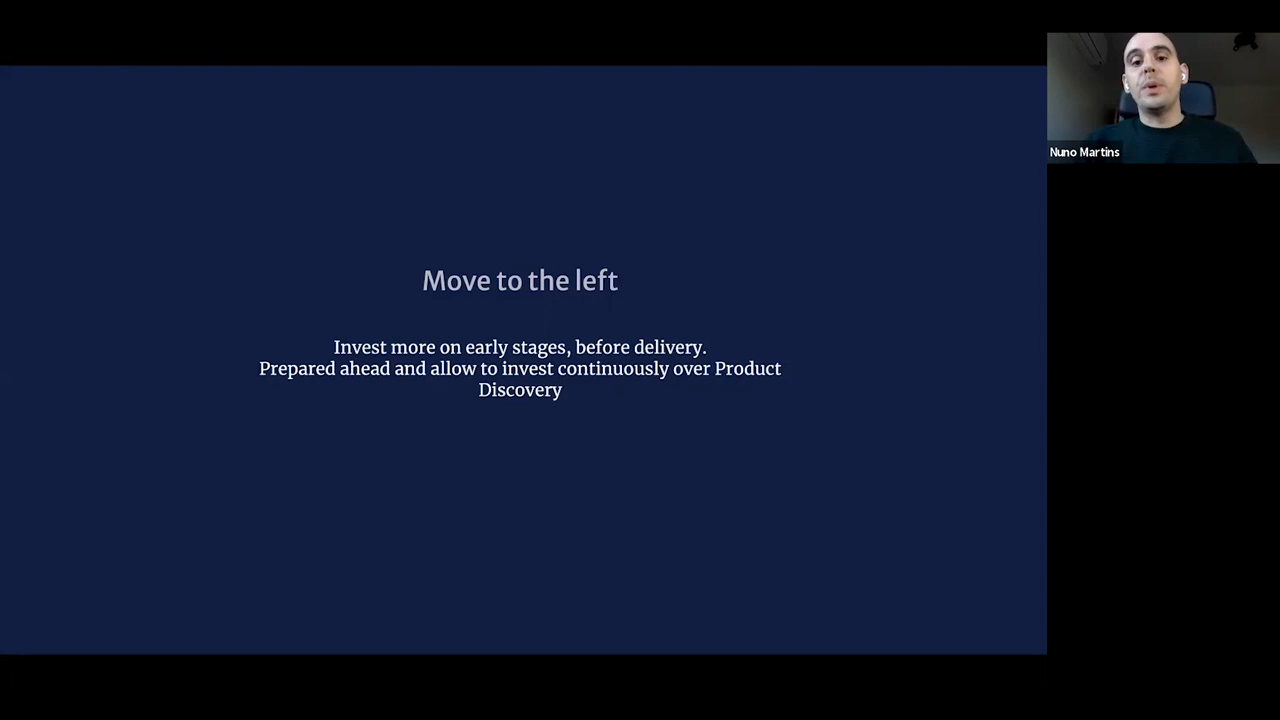 Move to the left
Invest more on early stages, before delivery.
Prepared ahead and allow to invest continuously over Product
Discovery
Nuno Martins